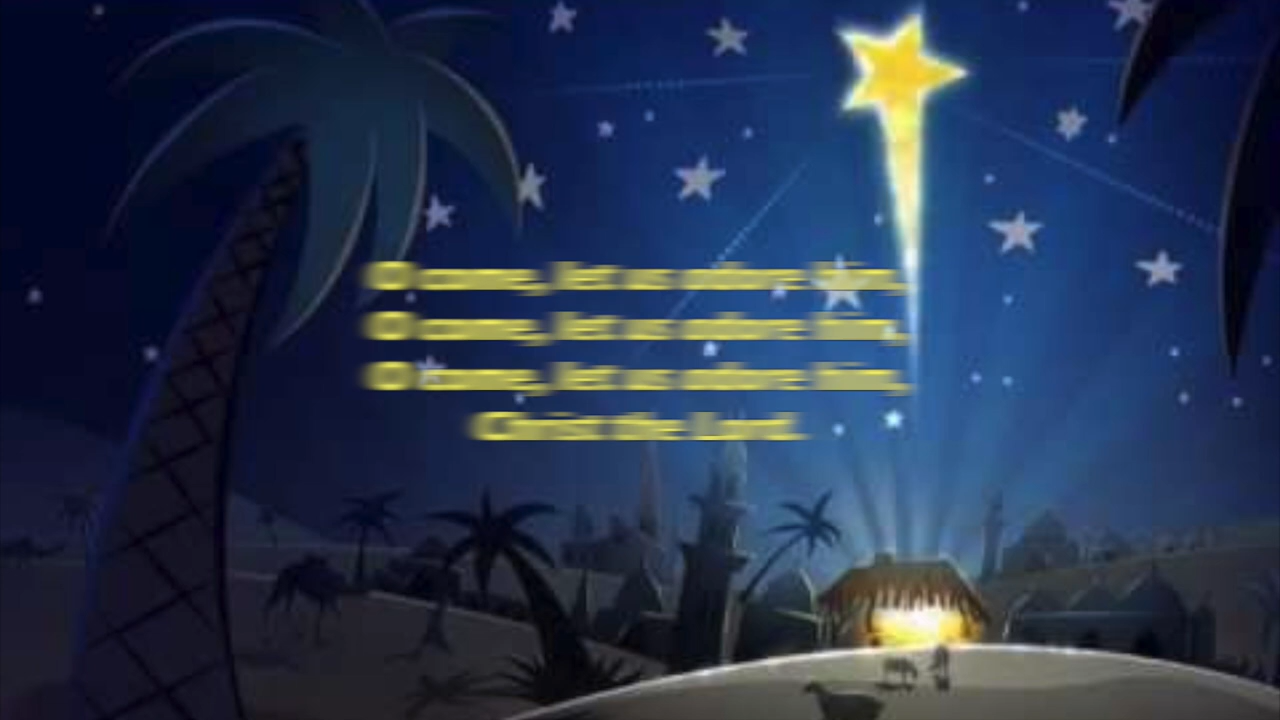 O come, let us adore him,
O come, let us adore him,
O come, let us adore him,
Christ the Lord.